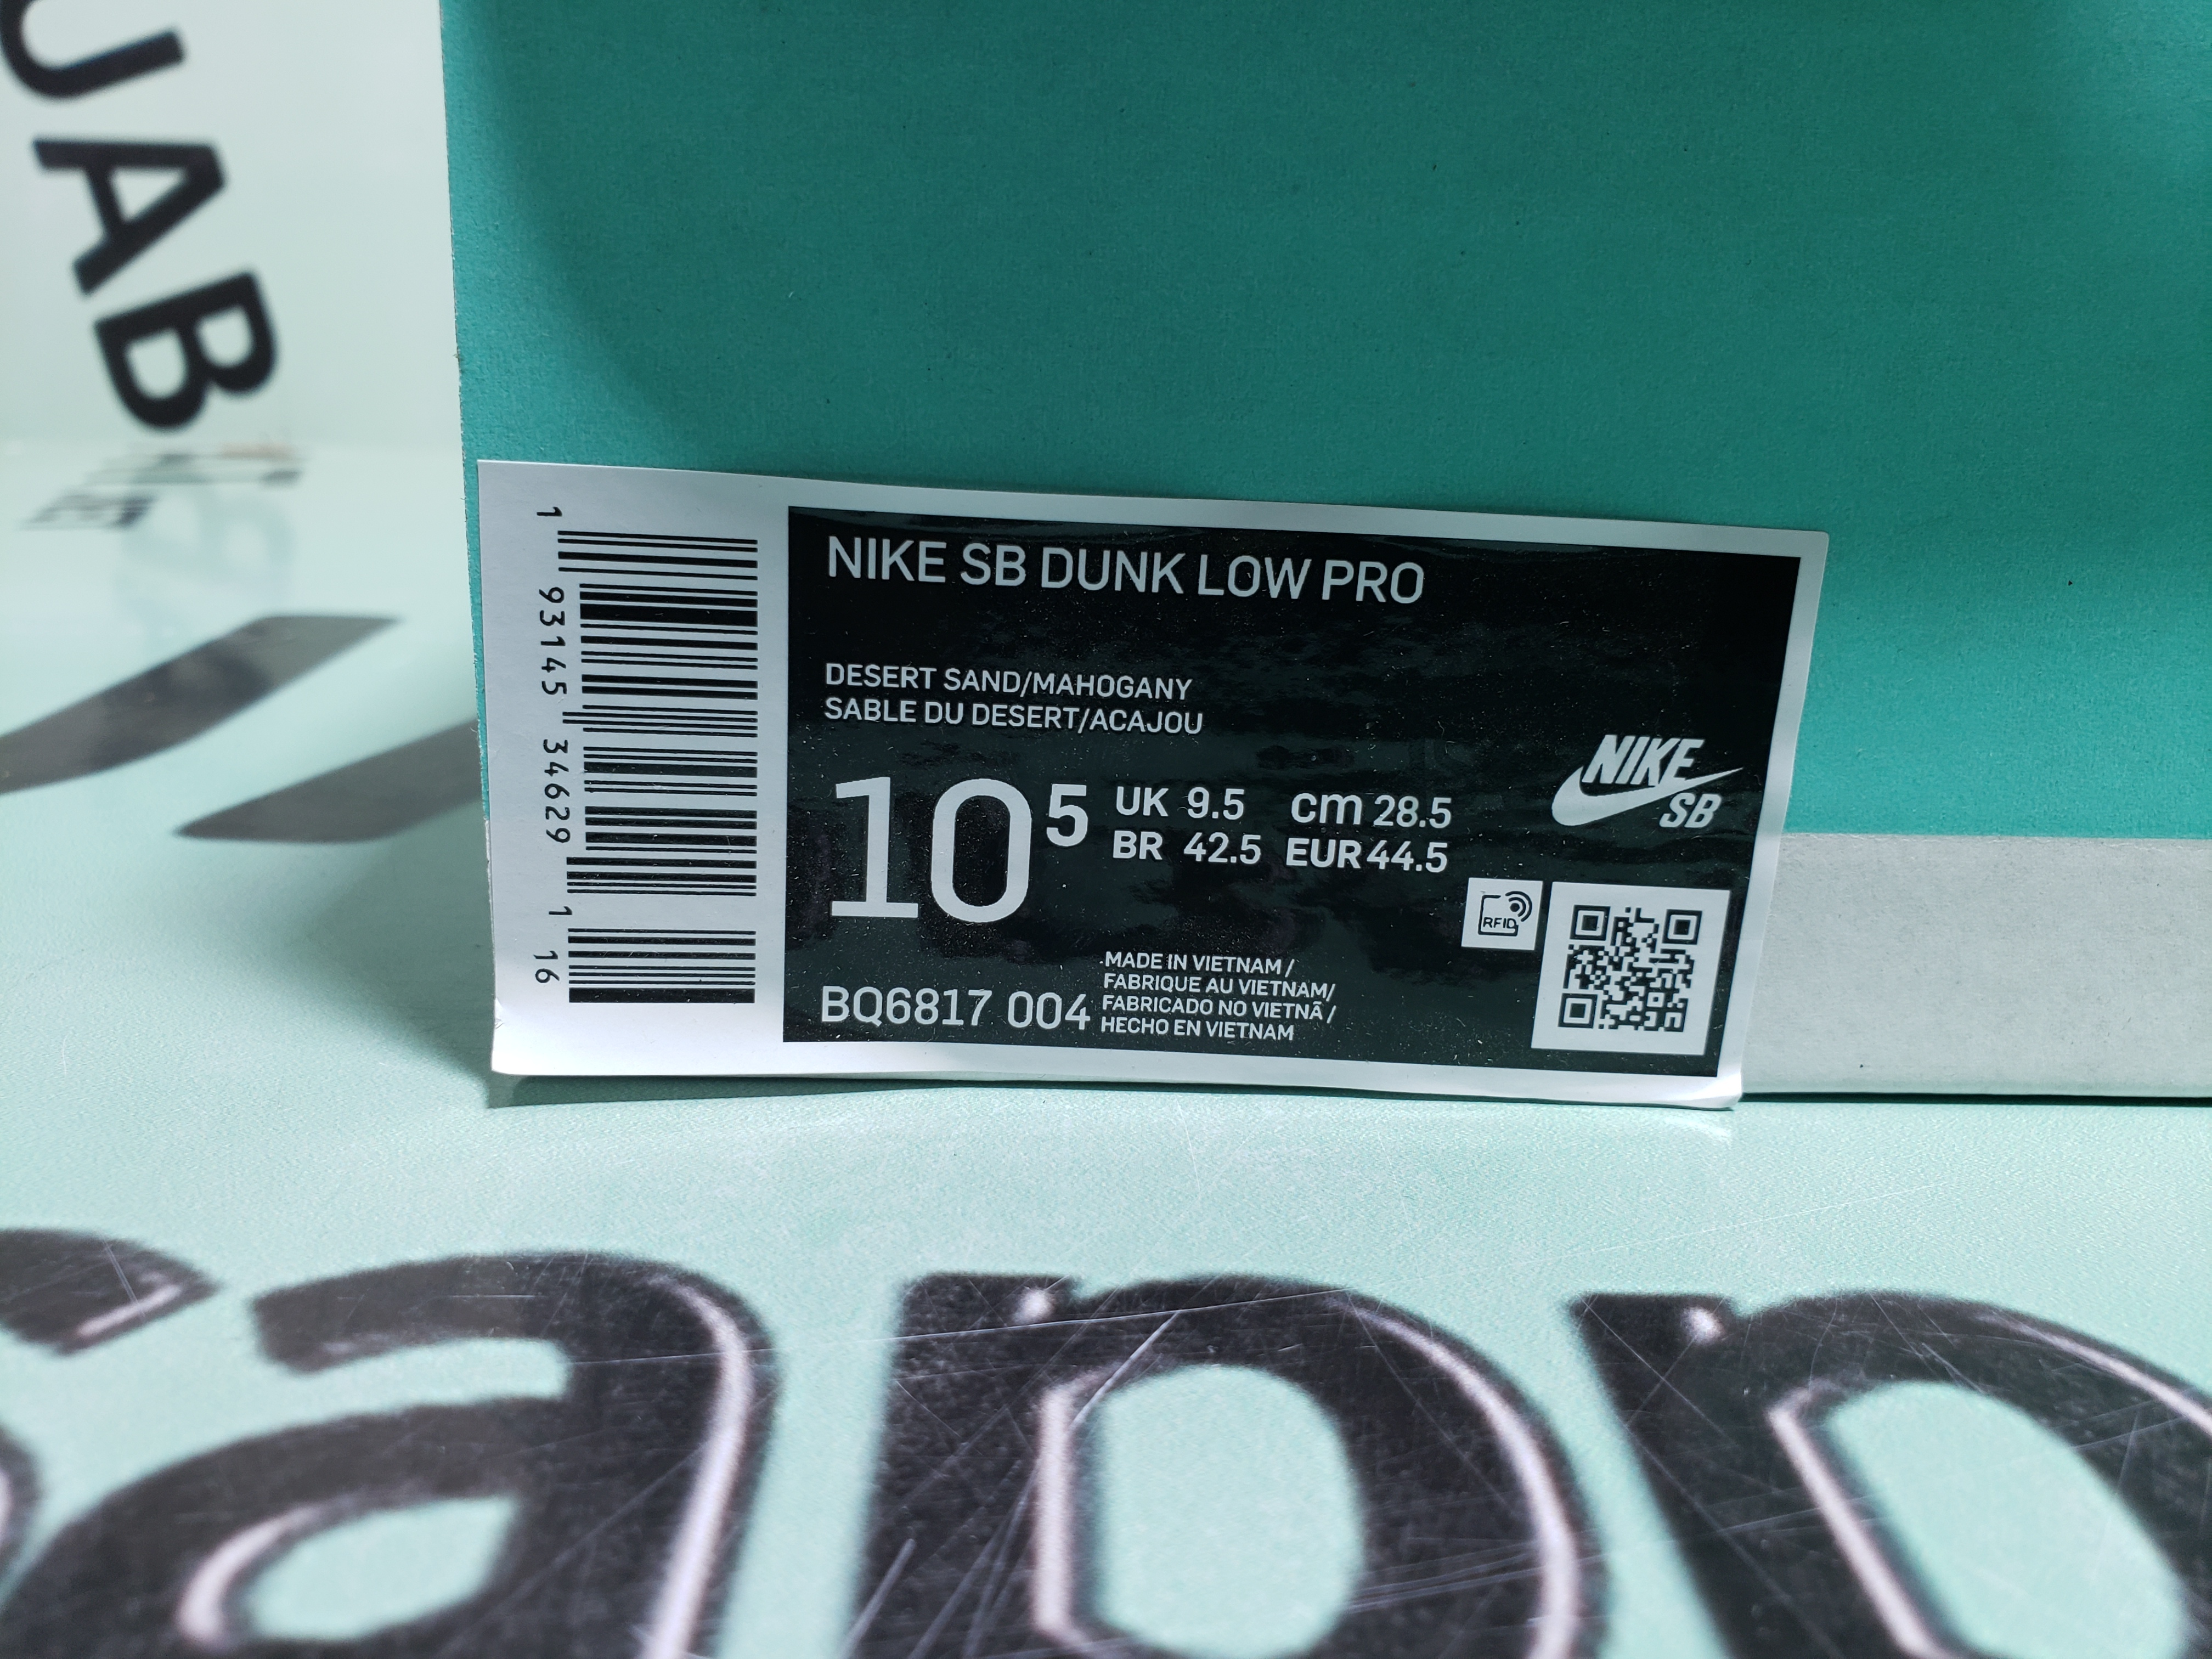 UAB
1 93145 34629 1 16
NIKE SB DUNK LOW PRO
DESERT SAND/MAHOGANY
SABLE DU DESERT/ACAJOU
10 5
UK 9.5 cm 28.5
BR 42.5 EUR 44.5
NIKE
SB
RFID
BQ6817 004
MADE IN VIETNAM /
FABRIQUE AU VIETNAM/
FABRICADO NO VIETNÃ /
HECHO EN VIETNAM